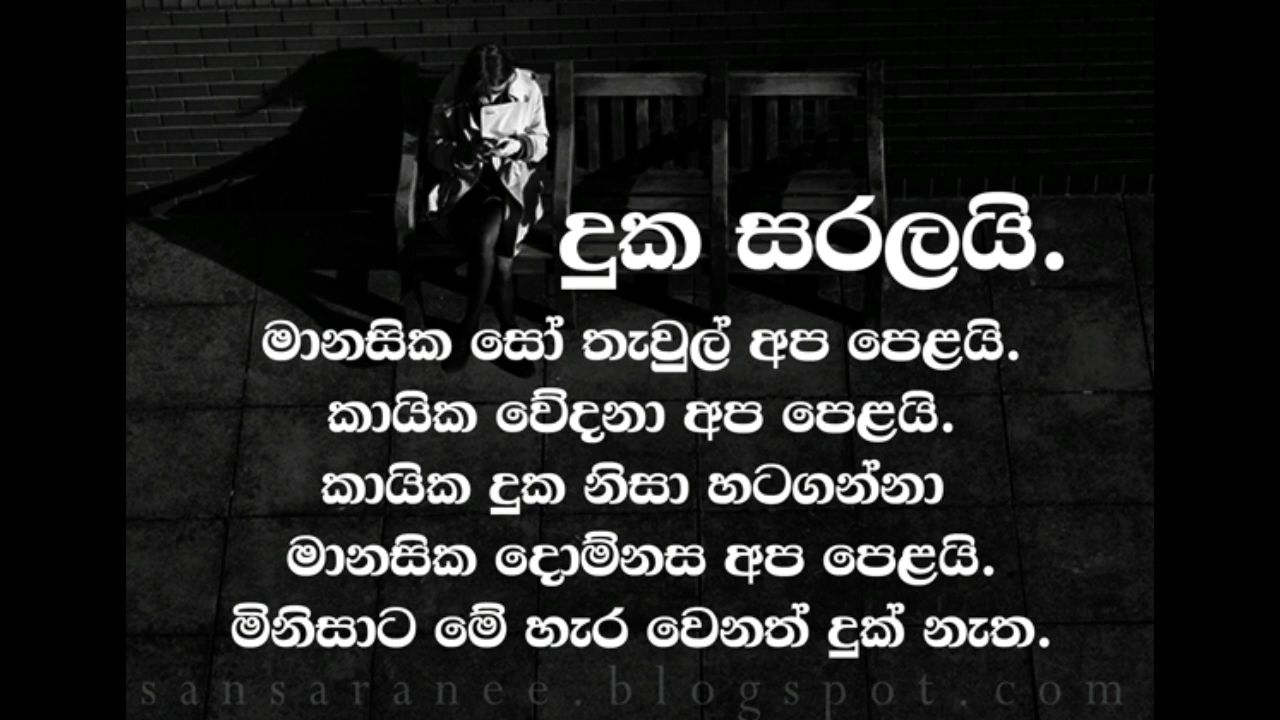 දුක සරලයි.
මානසික සෝ තැවුල් අප පෙළයි.
කායික වේදනා අප පෙළයි.
කායික දුක නිසා හටගන්නා
මානසික දොම්නස අප පෙළයි.
මිනිසාට මේ හැර වෙනත් දුක් නැත.
sansaranee.blogspot.com